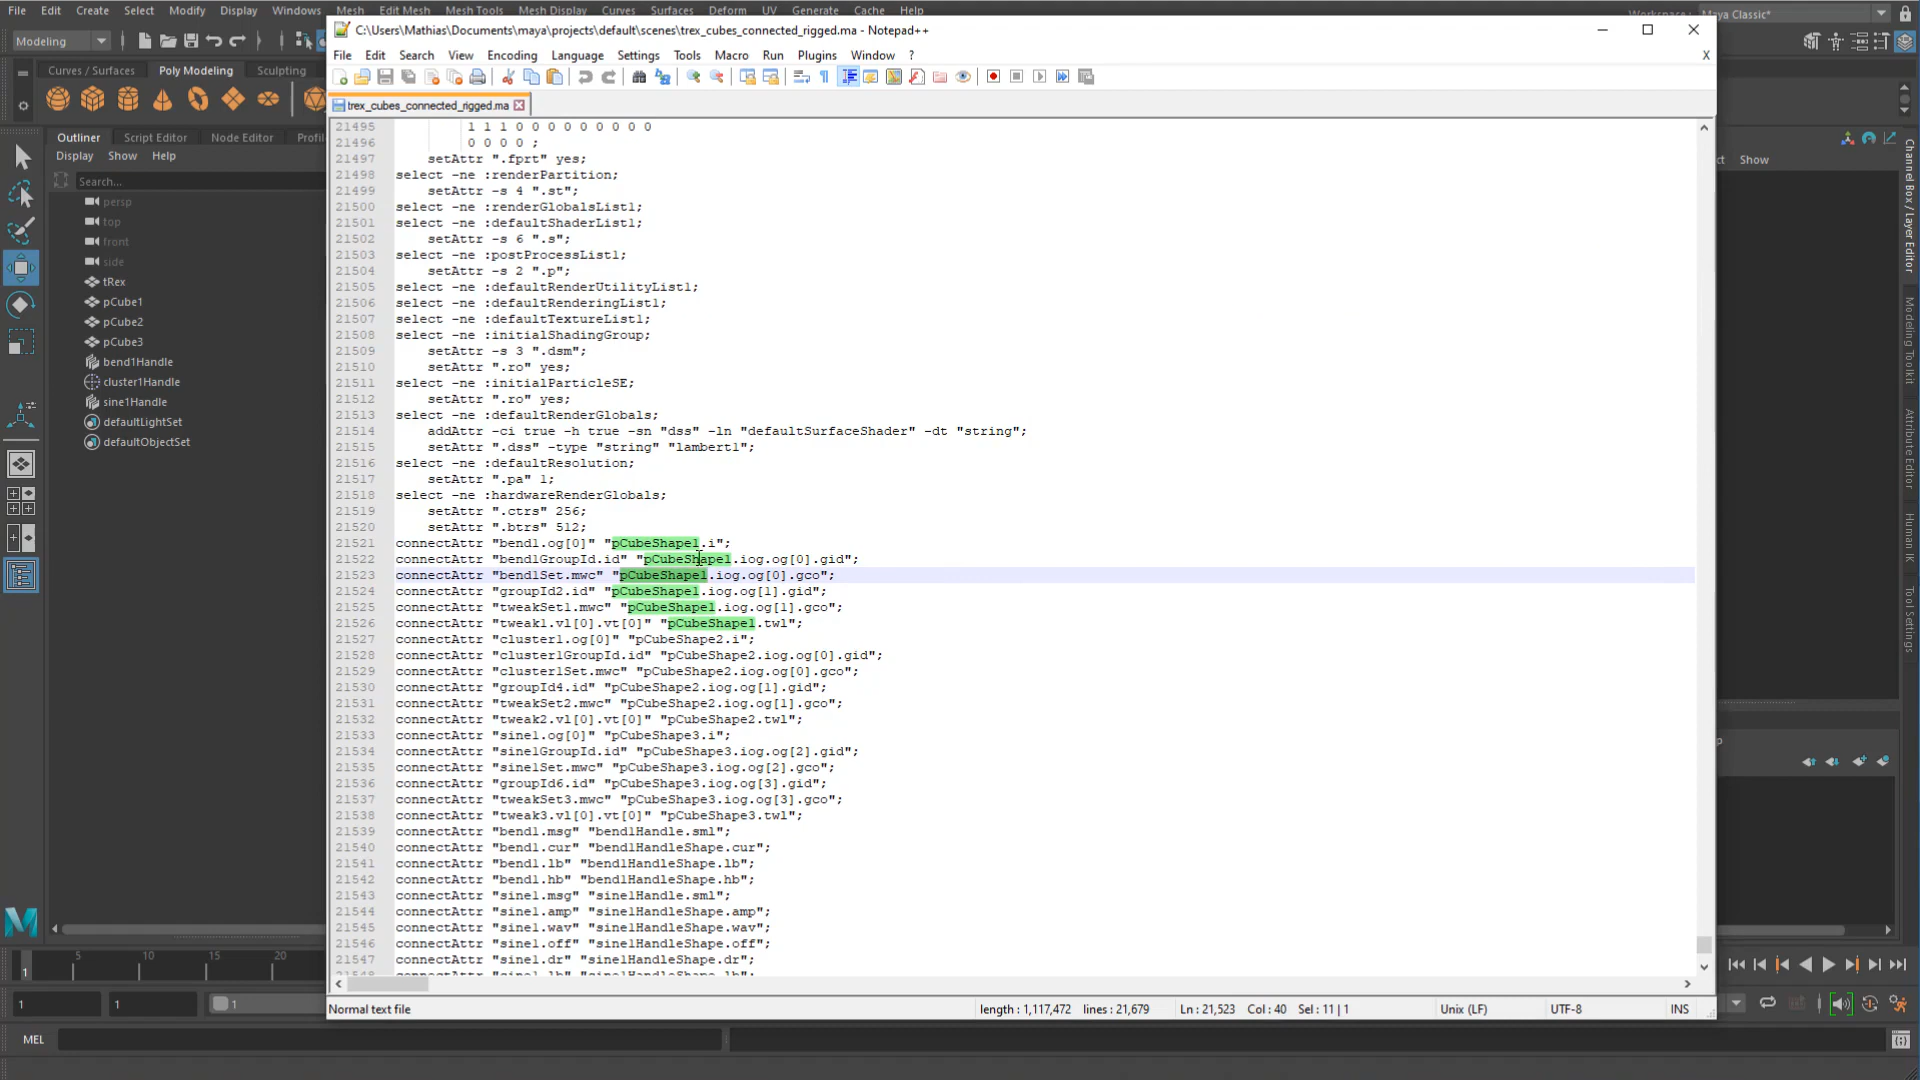 File Edit Create Select Modify Display Windows Mesh Edit Mesh Mesh Tools Mesh Display Curves Surfaces Deform UV Generate Cache Help
Maya Classic*
C:\Users\Mathias\Documents\maya\projects\default\scenes\trex_cubes_connected_rigged.ma - Notepad++
Modeling
File Edit Search View Encoding Language Settings Tools Macro Run Plugins Window ? X
Curves / Surfaces Poly Modeling Sculpting
trex_cubes_connected_rigged.ma
Outliner Script Editor Node Editor
Display Show Help
Search...
persp
top
front
side
tRex
pCube1
pCube2
pCube3
bend1Handle
cluster1Handle
sine1Handle
defaultLightSet
defaultObjectSet
21495 1 1 1 0 0 0 0 0 0 0 0 0
21496 0 0 0 0 ;
21497 setAttr ".fprt" yes;
21498 select -ne :renderPartition;
21499 setAttr -s 4 ".st";
21500 select -ne :renderGlobalsList1;
21501 select -ne :defaultShaderList1;
21502 setAttr -s 6 ".s";
21503 select -ne :postProcessList1;
21504 setAttr -s 2 ".p";
21505 select -ne :defaultRenderUtilityList1;
21506 select -ne :defaultRenderingList1;
21507 select -ne :defaultTextureList1;
21508 select -ne :initialShadingGroup;
21509 setAttr -s 3 ".dsm";
21510 setAttr ".ro" yes;
21511 select -ne :initialParticleSE;
21512 setAttr ".ro" yes;
21513 select -ne :defaultRenderGlobals;
21514 addAttr -ci true -h true -sn "dss" -ln "defaultSurfaceShader" -dt "string";
21515 setAttr ".dss" -type "string" "lambert1";
21516 select -ne :defaultResolution;
21517 setAttr ".pa" 1;
21518 select -ne :hardwareRenderGlobals;
21519 setAttr ".ctrs" 256;
21520 setAttr ".btrs" 512;
21521 connectAttr "bend1.og[0]" "pCubeShape1.i";
21522 connectAttr "bend1GroupId.id" "pCubeShape1.iog.og[0].gid";
21523 connectAttr "bend1Set.mwc" "pCubeShape1.iog.og[0].gco";
21524 connectAttr "groupId2.id" "pCubeShape1.iog.og[1].gid";
21525 connectAttr "tweakSet1.mwc" "pCubeShape1.iog.og[1].gco";
21526 connectAttr "tweak1.vl[0].vt[0]" "pCubeShape1.twl";
21527 connectAttr "cluster1.og[0]" "pCubeShape2.i";
21528 connectAttr "cluster1GroupId.id" "pCubeShape2.iog.og[0].gid";
21529 connectAttr "cluster1Set.mwc" "pCubeShape2.iog.og[0].gco";
21530 connectAttr "groupId4.id" "pCubeShape2.iog.og[1].gid";
21531 connectAttr "tweakSet2.mwc" "pCubeShape2.iog.og[1].gco";
21532 connectAttr "tweak2.vl[0].vt[0]" "pCubeShape2.twl";
21533 connectAttr "sine1.og[0]" "pCubeShape3.i";
21534 connectAttr "sine1GroupId.id" "pCubeShape3.iog.og[2].gid";
21535 connectAttr "sine1Set.mwc" "pCubeShape3.iog.og[2].gco";
21536 connectAttr "groupId6.id" "pCubeShape3.iog.og[3].gid";
21537 connectAttr "tweakSet3.mwc" "pCubeShape3.iog.og[3].gco";
21538 connectAttr "tweak3.vl[0].vt[0]" "pCubeShape3.twl";
21539 connectAttr "bend1.msg" "bend1Handle.sml";
21540 connectAttr "bend1.cur" "bend1HandleShape.cur";
21541 connectAttr "bend1.lb" "bend1HandleShape.lb";
21542 connectAttr "bend1.hb" "bend1HandleShape.hb";
21543 connectAttr "sine1.msg" "sine1Handle.sml";
21544 connectAttr "sine1.amp" "sine1HandleShape.amp";
21545 connectAttr "sine1.wav" "sine1HandleShape.wav";
21546 connectAttr "sine1.off" "sine1HandleShape.off";
21547 connectAttr "sine1.dr" "sine1HandleShape.dr";
Show
Channel Box / Layer Editor
Modeling Toolkit
Attribute Editor
Human IK
Tool Settings
1 5 10 15 20
1 1 1
Normal text file length : 1,117,472 lines : 21,679 Ln : 21,523 Col : 40 Sel : 11 | 1 Unix (LF) UTF-8 INS
MEL